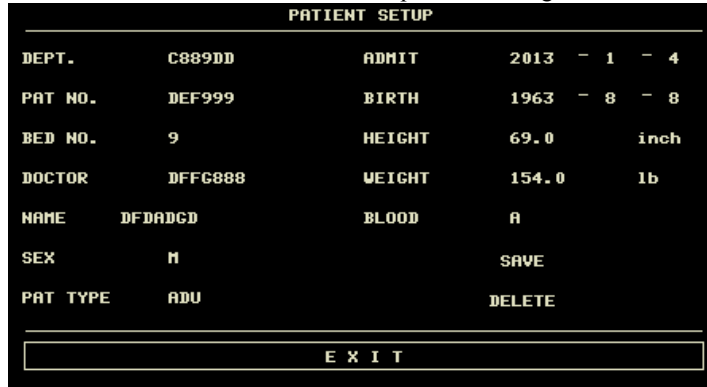 PATIENT SETUP
DEPT. C889DD ADMIT 2013 - 1 - 4
PAT NO. DEF999 BIRTH 1963 - 8 - 8
BED NO. 9 HEIGHT 69.0 inch
DOCTOR DFFG888 WEIGHT 154.0 lb
NAME DFDADGD BLOOD A
SEX M SAVE
PAT TYPE ADU DELETE
E X I T